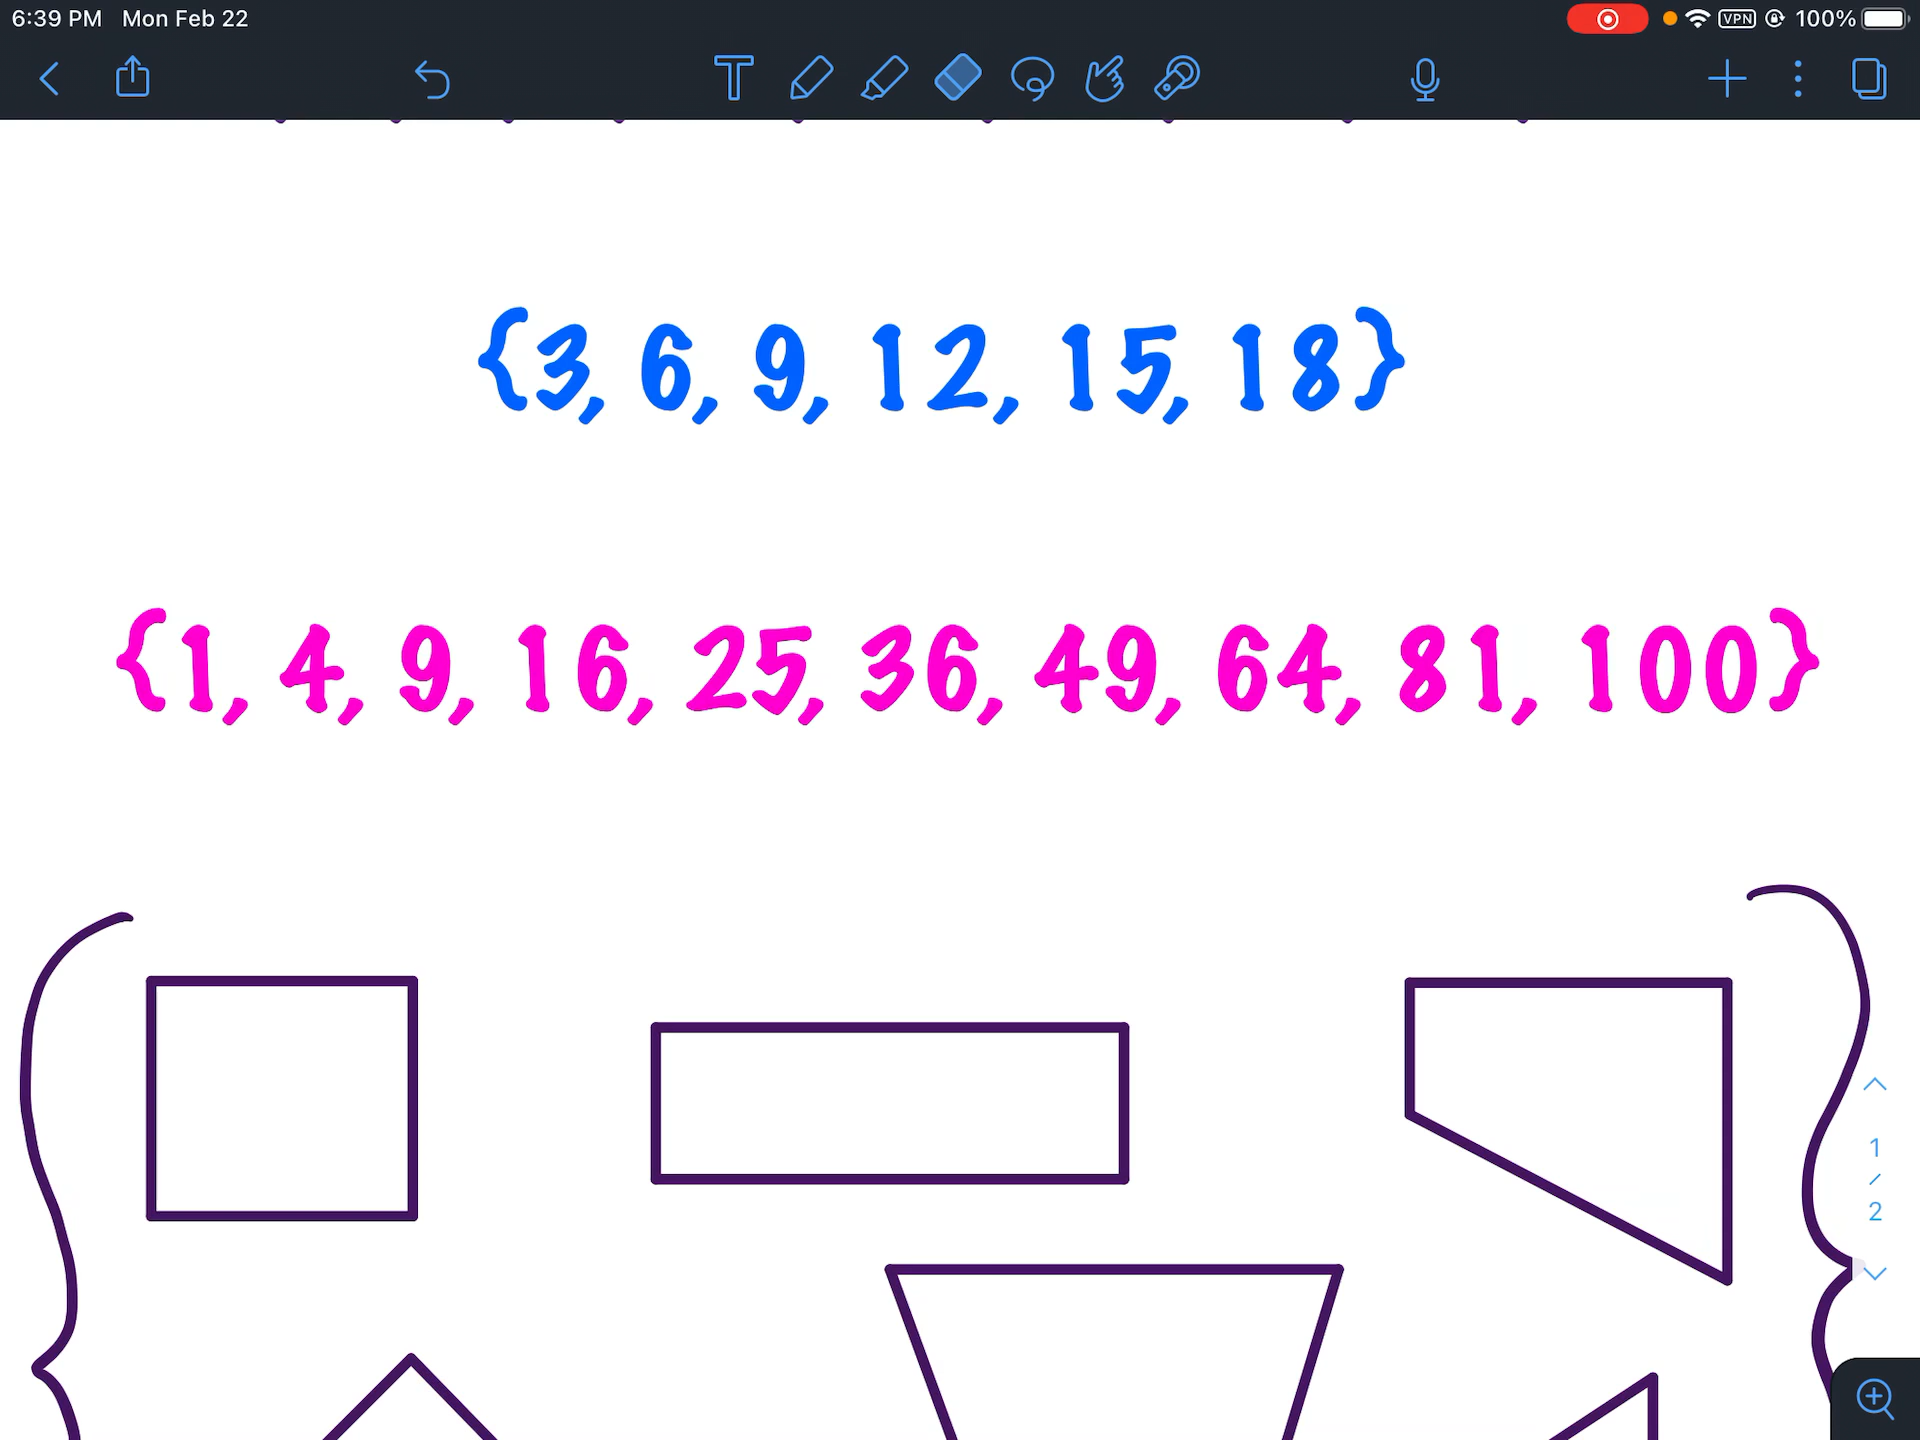 6:39 PM Mon Feb 22
VPN 100%
{3, 6, 9, 12, 15, 18}
{1, 4, 9, 16, 25, 36, 49, 64, 81, 100}
1
/
2